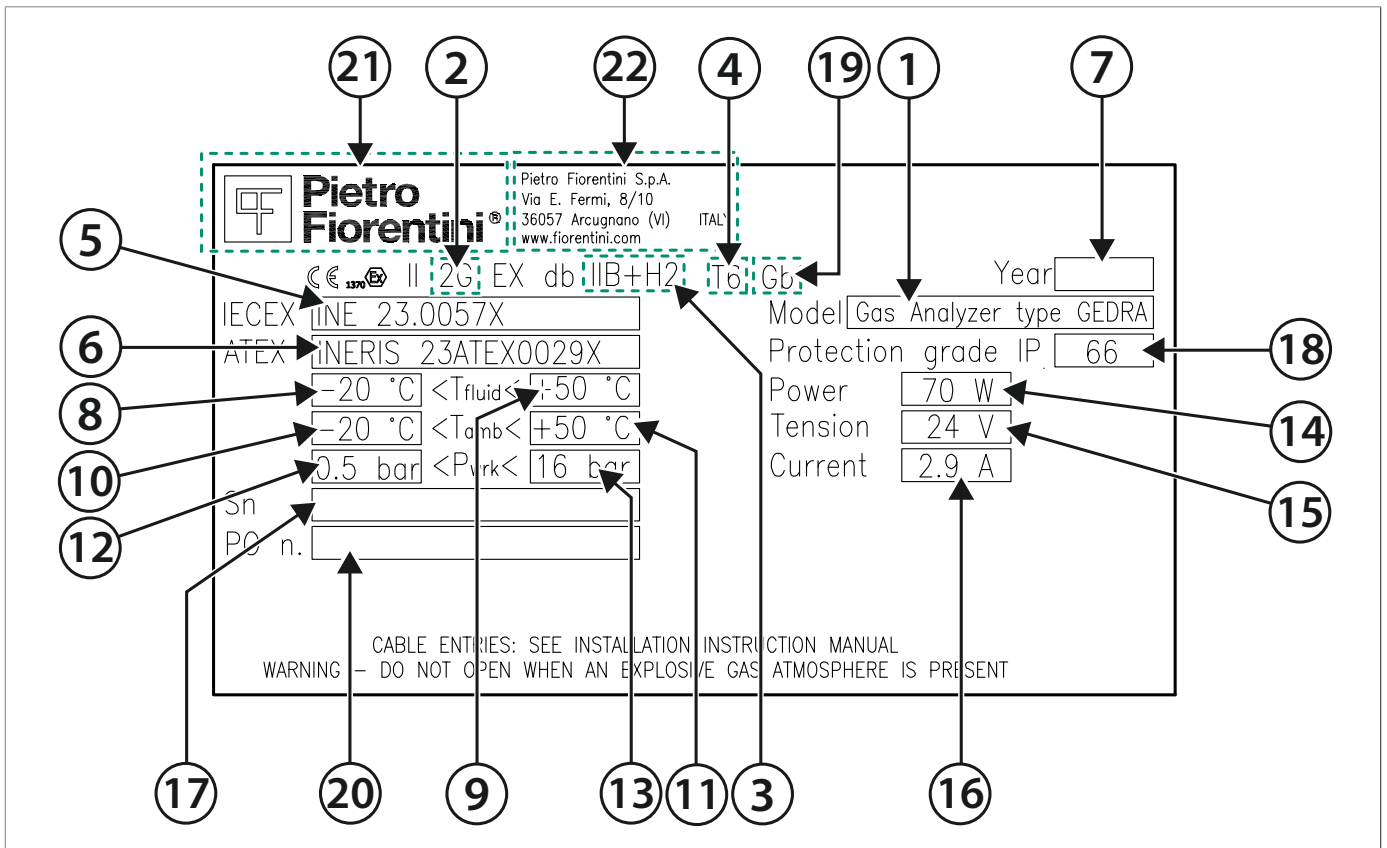 21 2 22 4 19 1 7
Pietro
Fiorentini ®
Pietro Fiorentini S.p.A.
Via E. Fermi, 8/10
36057 Arcugnano (VI) ITALY
www.fiorentini.com
5
CE 1370 Ex II 2G EX db IIB+H2 T6 Gb
Year
IECEX INE 23.0057X
Model Gas Analyzer type GEDRA
6
ATEX INERIS 23ATEX0029X
Protection grade IP 66
18
8
-20 °C <Tfluid< +50 °C
Power 70 W
14
10
-20 °C <Tamb< +50 °C
Tension 24 V
15
12
0.5 bar <Pwrk< 16 bar
Current 2.9 A
Sn
PO n.
CABLE ENTRIES: SEE INSTALLATION INSTRUCTION MANUAL
WARNING – DO NOT OPEN WHEN AN EXPLOSIVE GAS ATMOSPHERE IS PRESENT
17 20 9 13 11 3 16